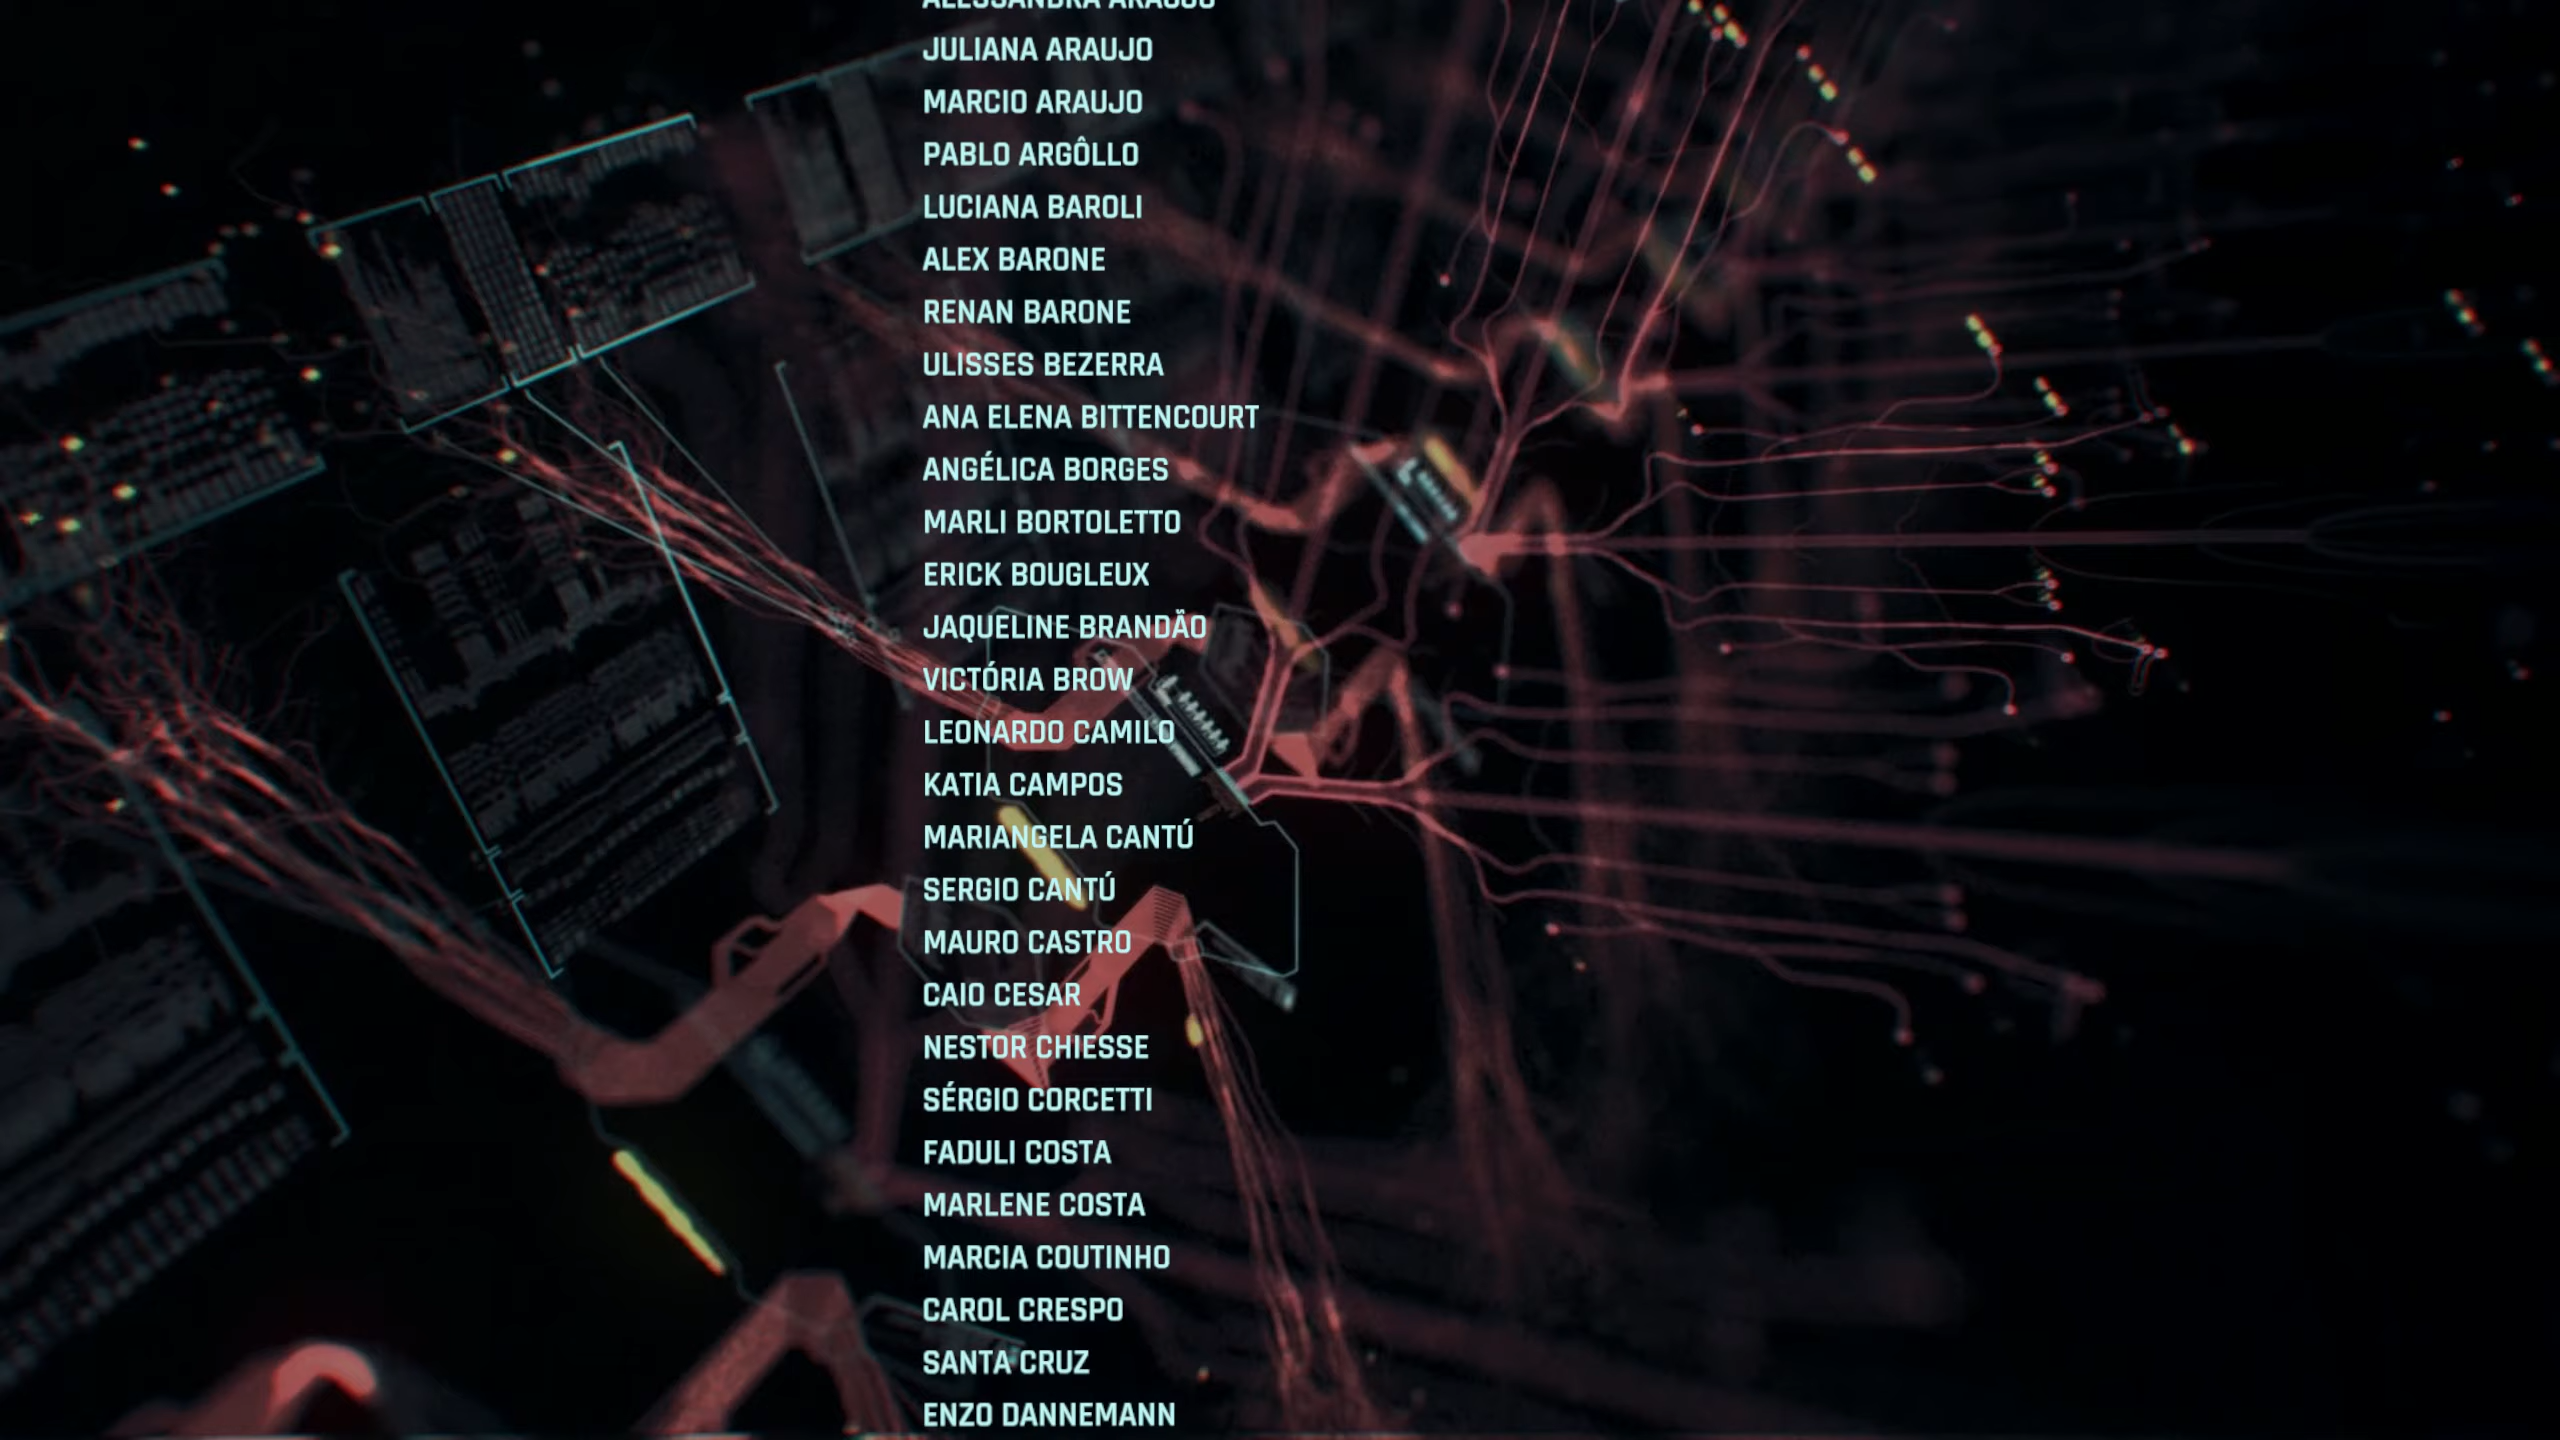 ALESSANDRA ARAUJO
JULIANA ARAUJO
MARCIO ARAUJO
PABLO ARGÔLLO
LUCIANA BAROLI
ALEX BARONE
RENAN BARONE
ULISSES BEZERRA
ANA ELENA BITTENCOURT
ANGÉLICA BORGES
MARLI BORTOLETTO
ERICK BOUGLEUX
JAQUELINE BRANDÃO
VICTÓRIA BROW
LEONARDO CAMILO
KATIA CAMPOS
MARIANGELA CANTÚ
SERGIO CANTÚ
MAURO CASTRO
CAIO CESAR
NESTOR CHIESSE
SÉRGIO CORCETTI
FADULI COSTA
MARLENE COSTA
MARCIA COUTINHO
CAROL CRESPO
SANTA CRUZ
ENZO DANNEMANN